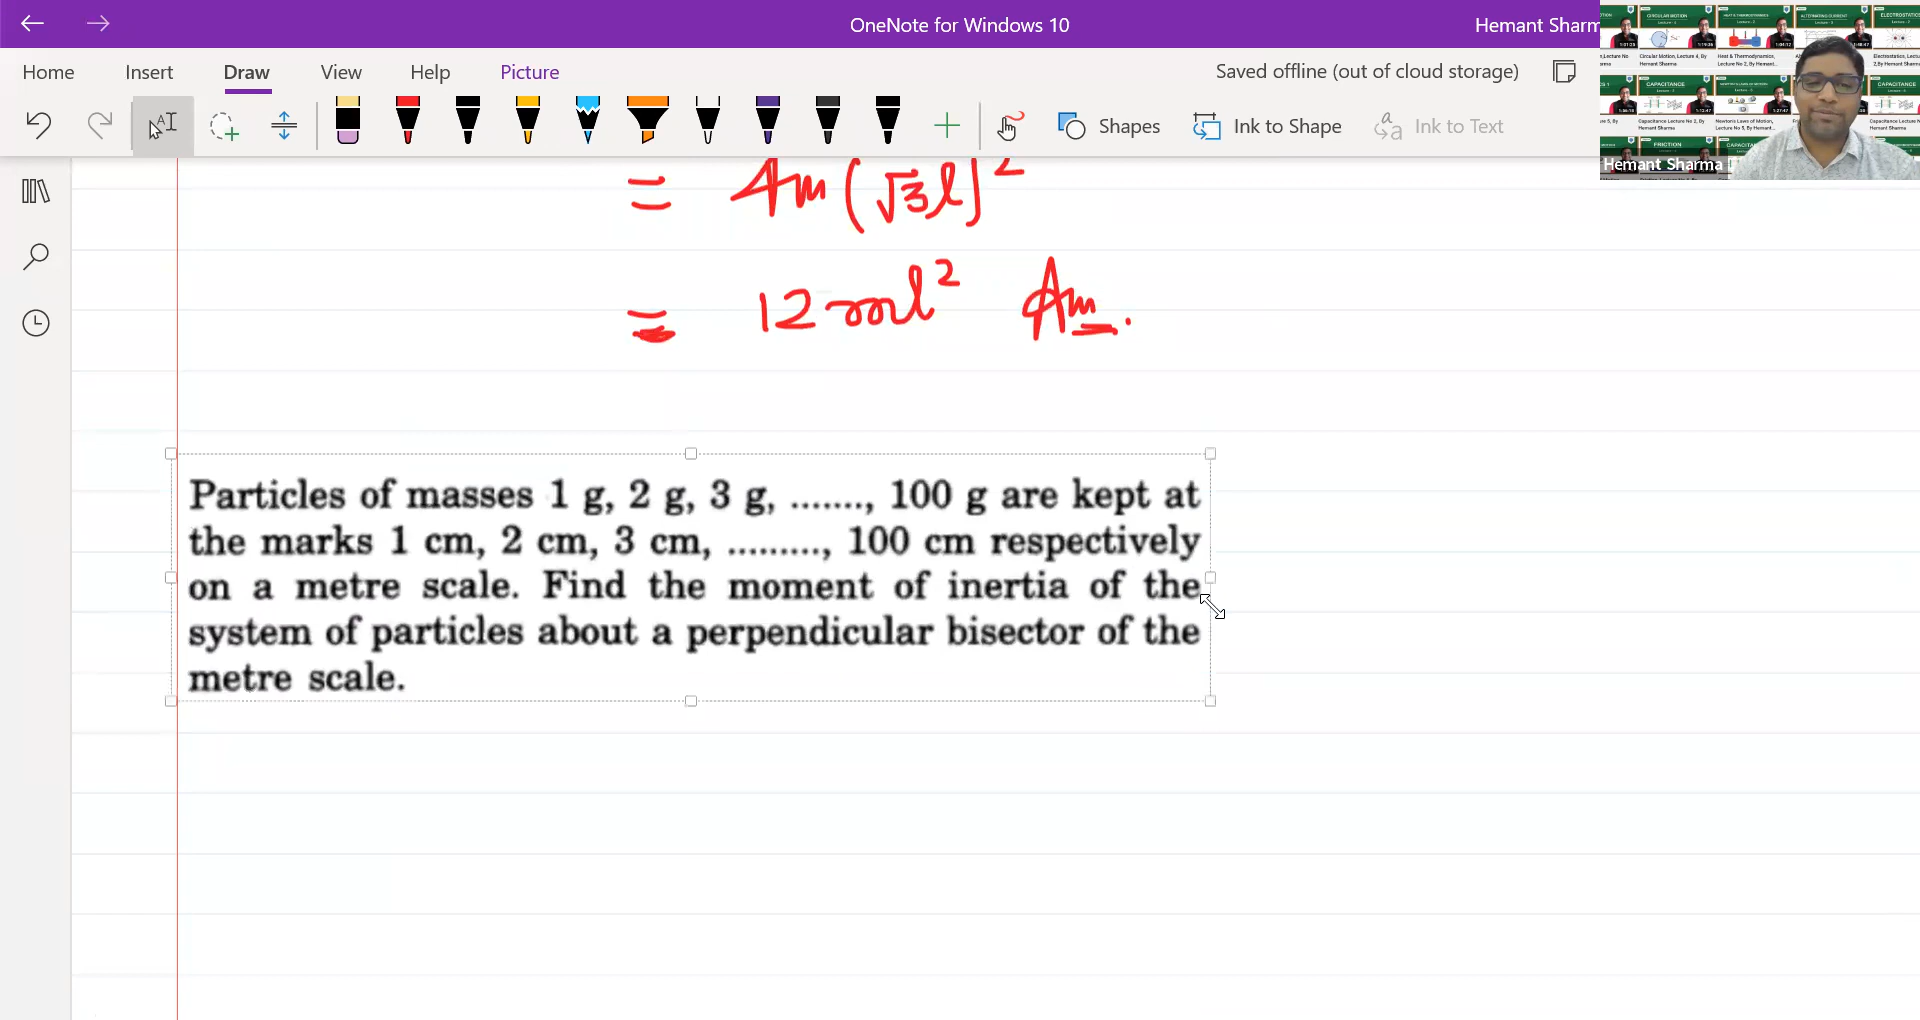 OneNote for Windows 10
Hemant Sharm
Home Insert Draw View Help Picture
Saved offline (out of cloud storage)
Shapes Ink to Shape Ink to Text
Hemant Sharma
= 4m(√3l)²
= 12ml² Am.
Particles of masses 1 g, 2 g, 3 g, ......., 100 g are kept at
the marks 1 cm, 2 cm, 3 cm, ........., 100 cm respectively
on a metre scale. Find the moment of inertia of the
system of particles about a perpendicular bisector of the
metre scale.